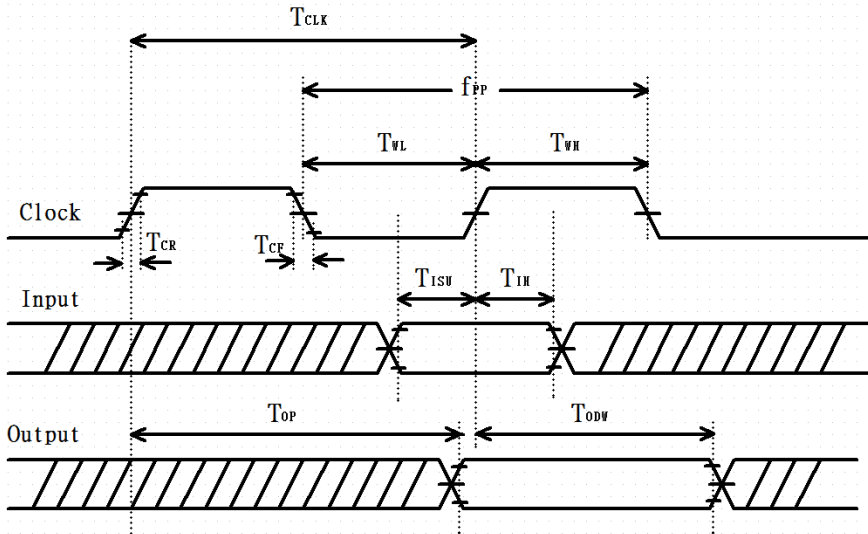 TCLK
fPP
TWL TWH
Clock
TCR TCF
TISU TIH
Input
TOP TODW
Output